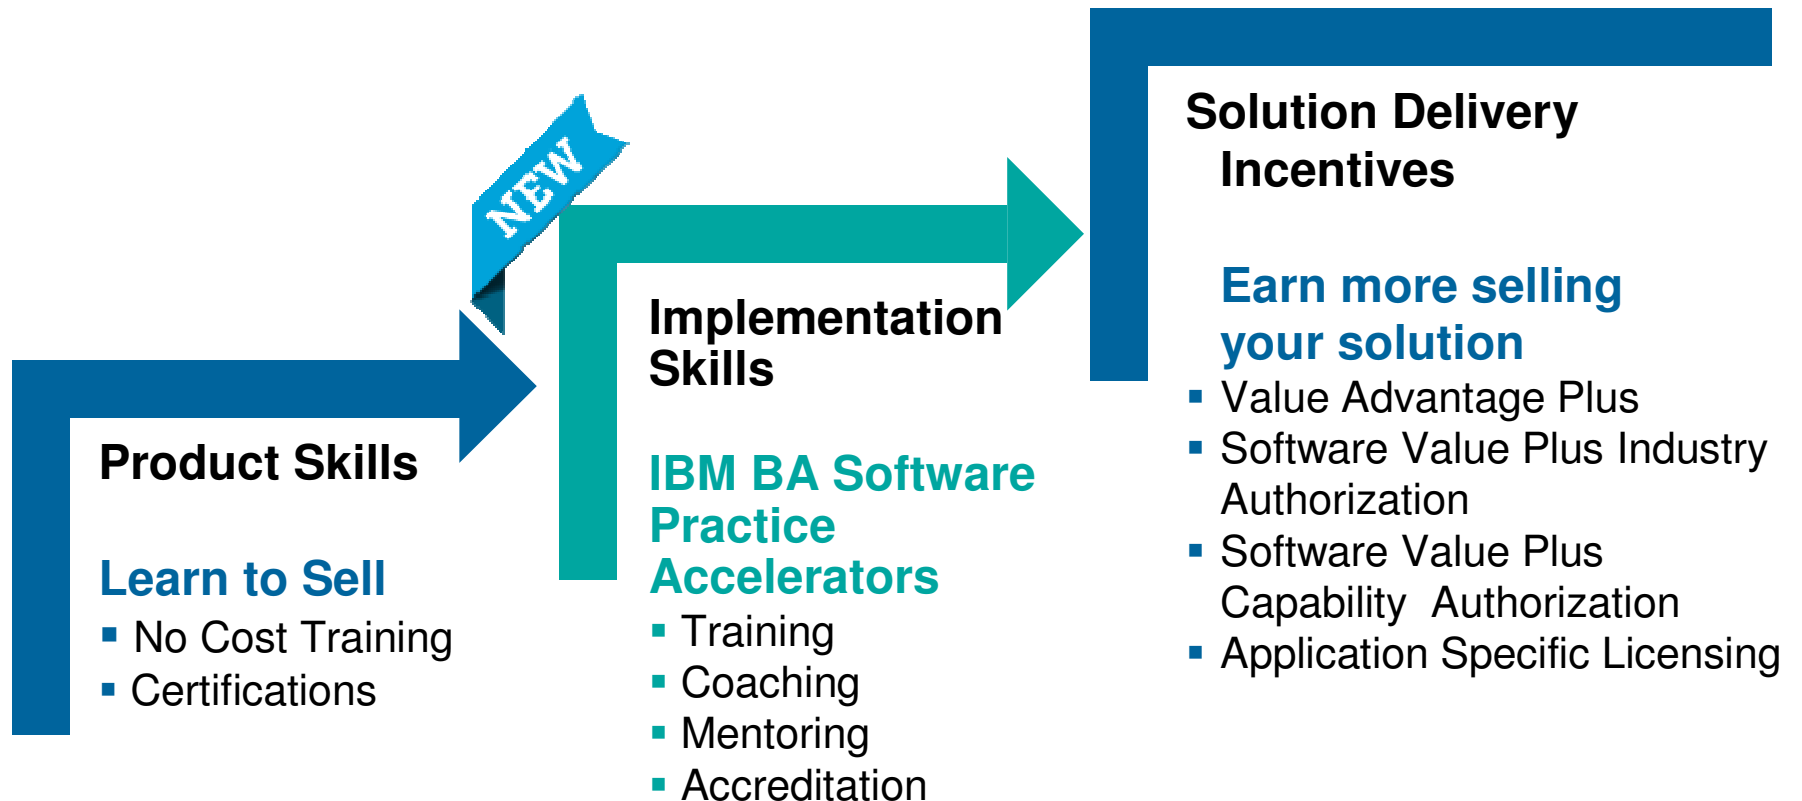 NEW
Product Skills
Learn to Sell
▪ No Cost Training
▪ Certifications
Implementation
Skills
IBM BA Software
Practice
Accelerators
▪ Training
▪ Coaching
▪ Mentoring
▪ Accreditation
Solution Delivery
Incentives
Earn more selling
your solution
▪ Value Advantage Plus
▪ Software Value Plus Industry
Authorization
▪ Software Value Plus
Capability  Authorization
▪ Application Specific Licensing